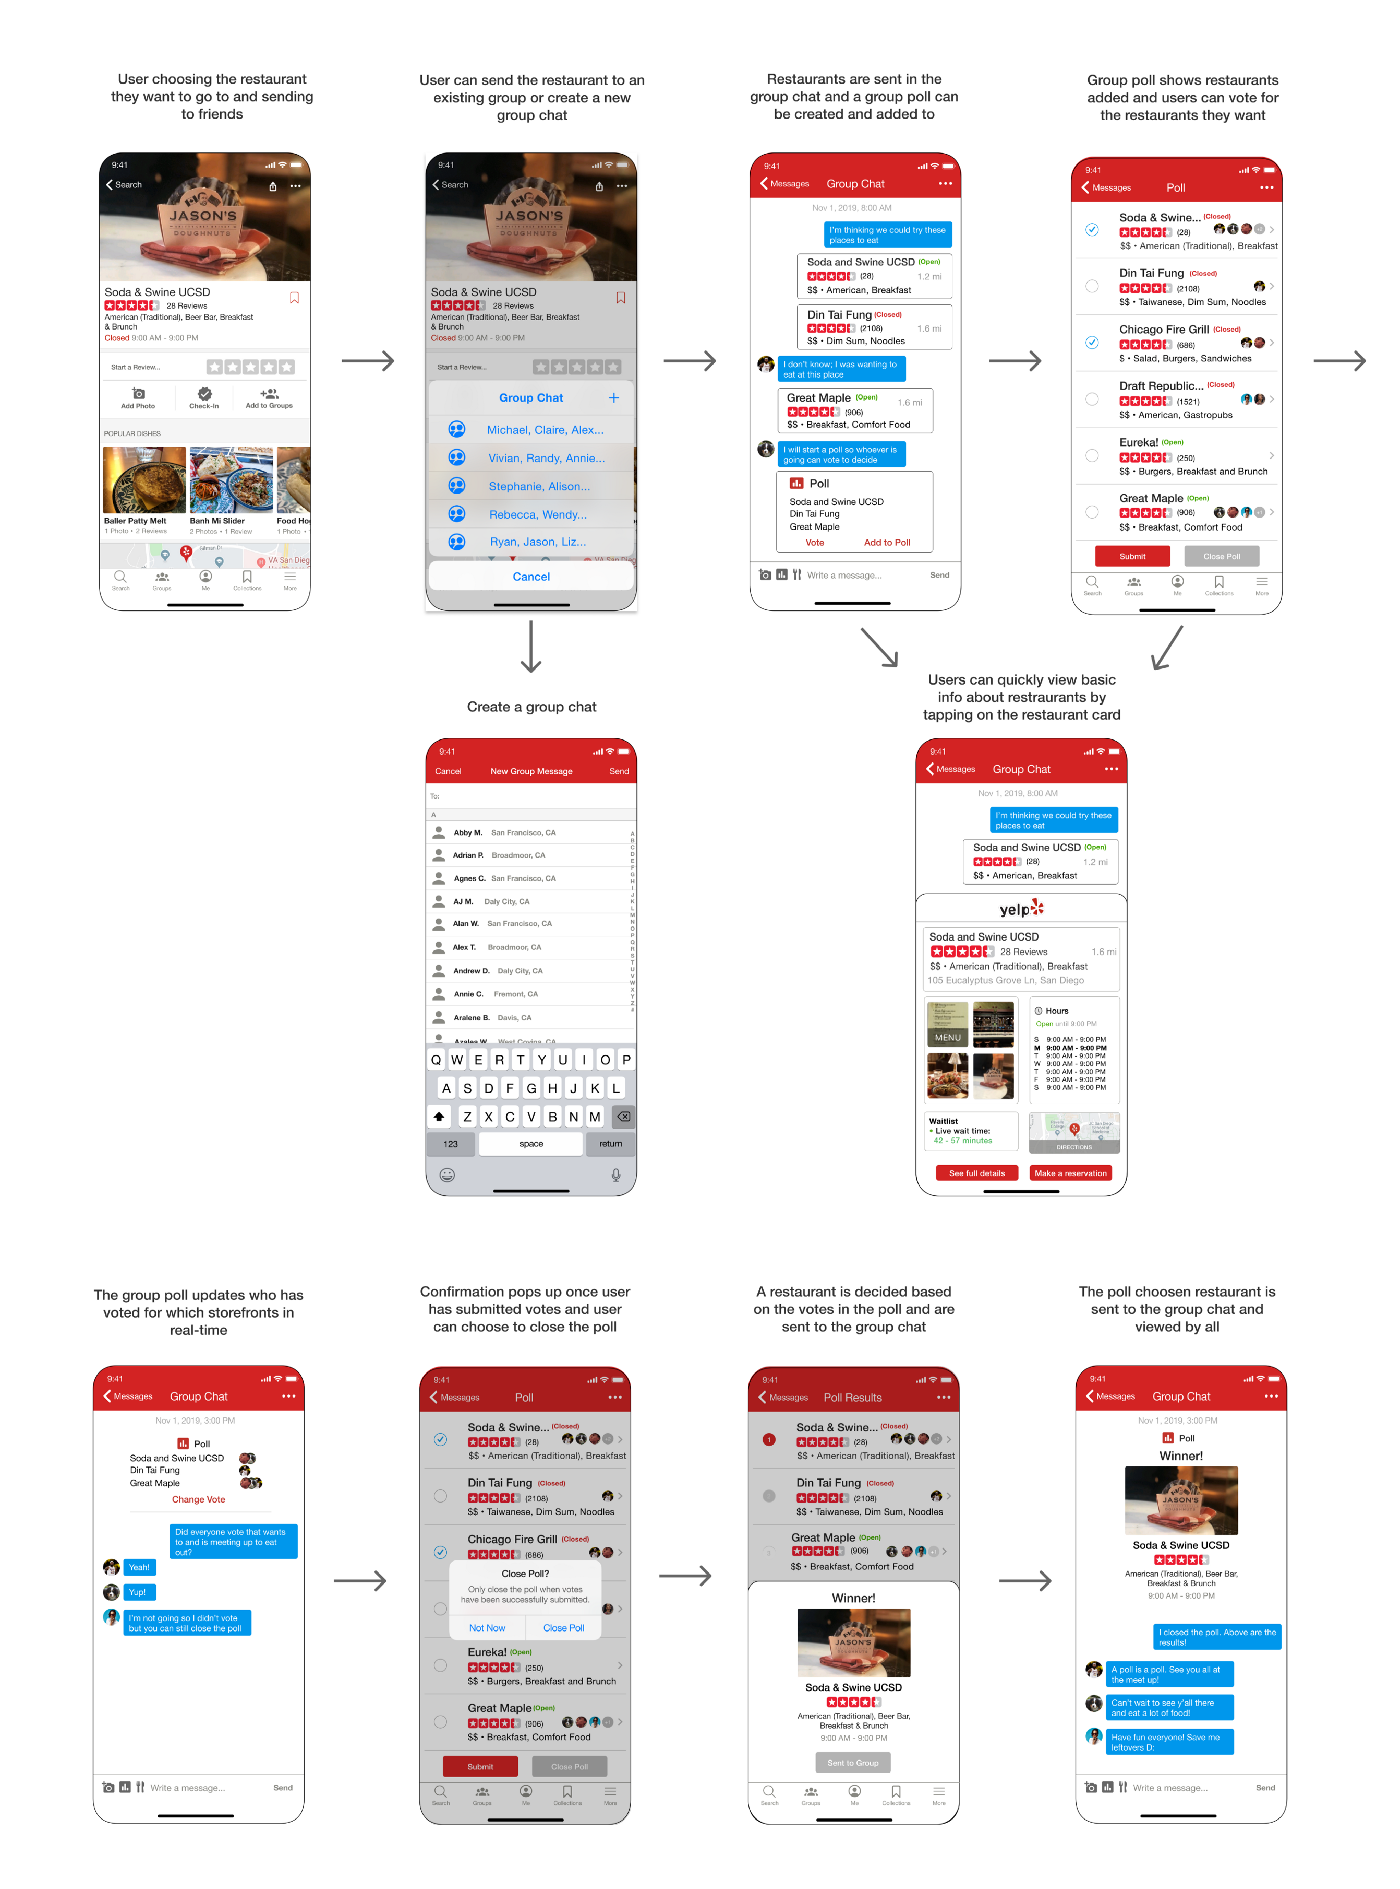 User choosing the restaurant
they want to go to and sending
to friends
User can send the restaurant to an
existing group or create a new
group chat
Restaurants are sent in the
group chat and a group poll can
be created and added to
Group poll shows restaurants
added and users can vote for
the restaurants they want
9:41
Search
JASON'S
DOUGHNUTS
Soda & Swine UCSD
28 Reviews
American (Traditional), Beer Bar, Breakfast
& Brunch
Closed 9:00 AM - 9:00 PM
Start a Review...
Add Photo
Check-In
Add to Groups
POPULAR DISHES
Baller Patty Melt
Banh Mi Slider
Food Ho
1 Photo • 2 Reviews
2 Photos • 1 Review
1 Photo •
Gilman Dr
VA San Dieg
Search
Groups
Me
Collections
More
9:41
Search
JASON'S
DOUGHNUTS
Soda & Swine UCSD
28 Reviews
American (Traditional), Beer Bar, Breakfast
& Brunch
Closed 9:00 AM - 9:00 PM
Start a Review...
Group Chat +
Michael, Claire, Alex...
Vivian, Randy, Annie...
Stephanie, Alison...
Rebecca, Wendy...
Ryan, Jason, Liz...
Cancel
9:41
Messages Group Chat
Nov 1, 2019, 8:00 AM
I'm thinking we could try these
places to eat
Soda and Swine UCSD (Open)
(28) 1.2 mi
$$ • American, Breakfast
Din Tai Fung (Closed)
(2108) 1.6 mi
$$ • Dim Sum, Noodles
I don't know; I was wanting to
eat at this place
Great Maple (Open) 1.6 mi
(906)
$$ • Breakfast, Comfort Food
I will start a poll so whoever is
going can vote to decide
Poll
Soda and Swine UCSD
Din Tai Fung
Great Maple
Vote Add to Poll
Write a message... Send
9:41
Messages Poll
Soda & Swine... (Closed)
(28)
$$ • American (Traditional), Breakfast
Din Tai Fung (Closed)
(2108)
$$ • Taiwanese, Dim Sum, Noodles
Chicago Fire Grill (Closed)
(686)
$ • Salad, Burgers, Sandwiches
Draft Republic... (Closed)
(1521)
$$ • American, Gastropubs
Eureka! (Open)
(250)
$$ • Burgers, Breakfast and Brunch
Great Maple (Open)
(906)
$$ • Breakfast, Comfort Food
Submit Close Poll
Search
Groups
Me
Collections
More
Create a group chat
9:41
Cancel New Group Message Send
To:
A
Abby M. San Francisco, CA
Adrian P. Broadmoor, CA
Agnes C. San Francisco, CA
AJ M. Daly City, CA
Alan W. San Francisco, CA
Alex T. Broadmoor, CA
Andrew D. Daly City, CA
Annie C. Fremont, CA
Aralene B. Davis, CA
Azalea W. West Covina, CA
Q W E R T Y U I O P
A S D F G H J K L
Z X C V B N M
123 space return
Users can quickly view basic
info about restraurants by
tapping on the restaurant card
9:41
Messages Group Chat
Nov 1, 2019, 8:00 AM
I'm thinking we could try these
places to eat
Soda and Swine UCSD (Open)
(28) 1.2 mi
$$ • American, Breakfast
yelp
Soda and Swine UCSD
28 Reviews 1.6 mi
$$ • American (Traditional), Breakfast
105 Eucalyptus Grove Ln, San Diego
MENU
Hours
Open until 9:00 PM
S 9:00 AM - 9:00 PM
M 9:00 AM - 9:00 PM
T 9:00 AM - 9:00 PM
W 9:00 AM - 9:00 PM
T 9:00 AM - 9:00 PM
F 9:00 AM - 9:00 PM
S 9:00 AM - 9:00 PM
Waitlist
• Live wait time:
42 - 57 minutes
DIRECTIONS
See full details Make a reservation
The group poll updates who has
voted for which storefronts in
real-time
Confirmation pops up once user
has submitted votes and user
can choose to close the poll
A restaurant is decided based
on the votes in the poll and are
sent to the group chat
The poll choosen restaurant is
sent to the group chat and
viewed by all
9:41
Messages Group Chat
Nov 1, 2019, 3:00 PM
Poll
Soda and Swine UCSD
Din Tai Fung
Great Maple
Change Vote
Did everyone vote that wants
to and is meeting up to eat
out?
Yeah!
Yup!
I'm not going so I didn't vote
but you can still close the poll
Write a message... Send
9:41
Messages Poll
Soda & Swine... (Closed)
(28)
$$ • American (Traditional), Breakfast
Din Tai Fung (Closed)
(2108)
$$ • Taiwanese, Dim Sum, Noodles
Chicago Fire Grill (Closed)
(686)
Close Poll?
Only close the poll when votes
have been successfully submitted.
Not Now Close Poll
Eureka! (Open)
(250)
$$ • Burgers, Breakfast and Brunch
Great Maple (Open)
(906)
$$ • Breakfast, Comfort Food
Submit Close Poll
Search
Groups
Me
Collections
More
9:41
Messages Poll Results
1
Soda & Swine... (Closed)
(28)
$$ • American (Traditional), Breakfast
Din Tai Fung (Closed)
(2108)
$$ • Taiwanese, Dim Sum, Noodles
Great Maple (Open)
(906)
$$ • Breakfast, Comfort Food
Winner!
JASON'S
Soda & Swine UCSD
American (Traditional), Beer Bar,
Breakfast & Brunch
9:00 AM - 9:00 PM
Sent to Group
Search
Groups
Me
Collections
More
9:41
Messages Group Chat
Nov 1, 2019, 3:00 PM
Poll
Winner!
JASON'S
Soda & Swine UCSD
American (Traditional), Beer Bar,
Breakfast & Brunch
9:00 AM - 9:00 PM
I closed the poll. Above are the
results!
A poll is a poll. See you all at
the meet up!
Can't wait to see y'all there
and eat a lot of food!
Have fun everyone! Save me
leftovers D:
Write a message... Send